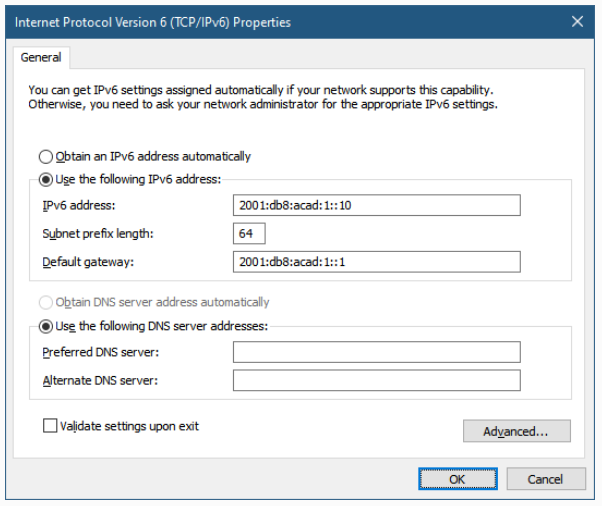 Internet Protocol Version 6 (TCP/IPv6) Properties
General
You can get IPv6 settings assigned automatically if your network supports this capability.
Otherwise, you need to ask your network administrator for the appropriate IPv6 settings.
Obtain an IPv6 address automatically
Use the following IPv6 address:
IPv6 address: 2001:db8:acad:1::10
Subnet prefix length: 64
Default gateway: 2001:db8:acad:1::1
Obtain DNS server address automatically
Use the following DNS server addresses:
Preferred DNS server:
Alternate DNS server:
Validate settings upon exit
Advanced...
OK Cancel